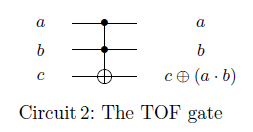 a a
b b
c c ⊕ (a · b)
Circuit 2: The TOF gate